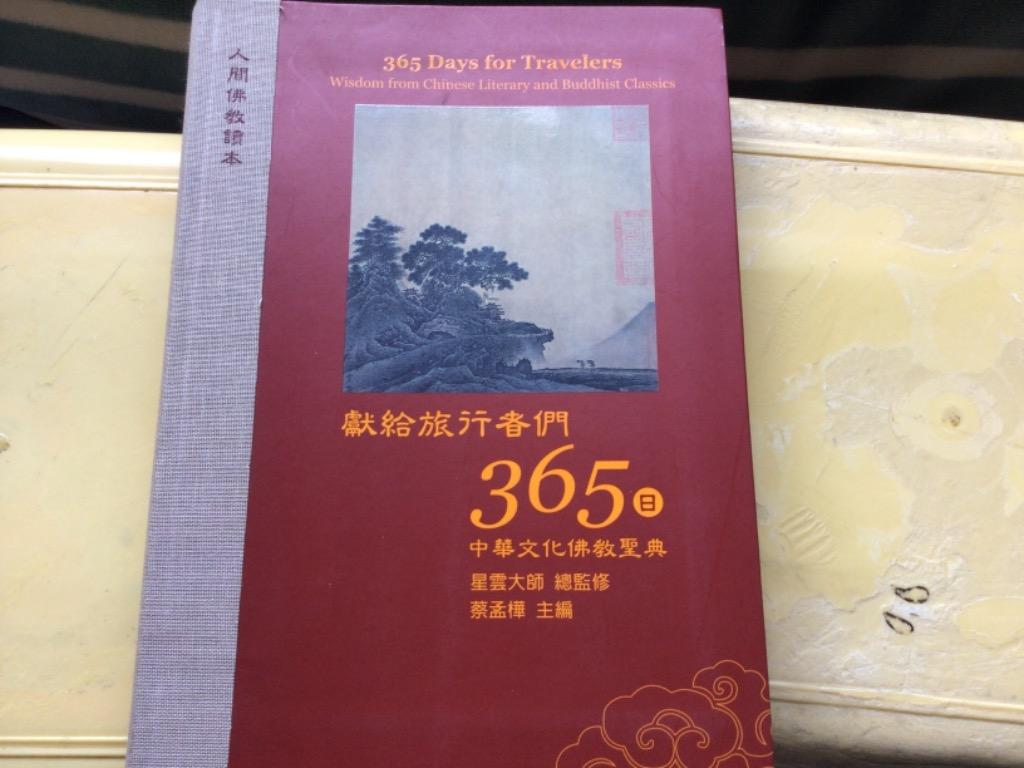 人間佛教讀本
365 Days for Travelers
Wisdom from Chinese Literary and Buddhist Classics
獻給旅行者們
365日
中華文化佛教聖典
星雲大師 總監修
蔡孟樺 主編